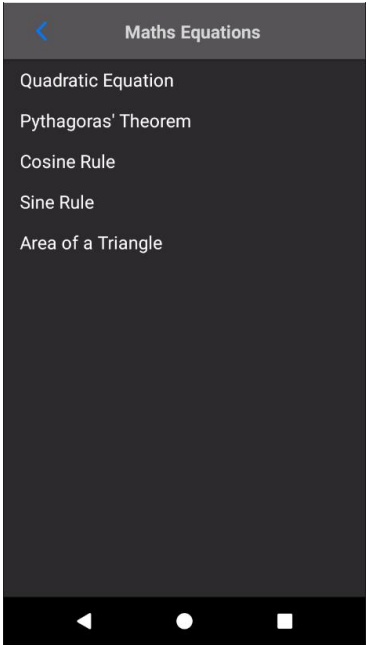 Maths Equations
Quadratic Equation
Pythagoras' Theorem
Cosine Rule
Sine Rule
Area of a Triangle